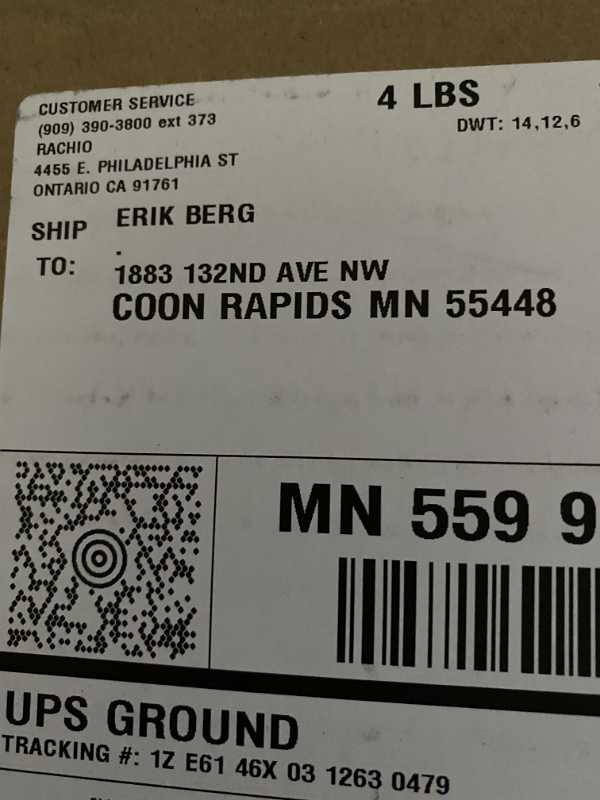 CUSTOMER SERVICE
(909) 390-3800 ext 373
RACHIO
4455 E. PHILADELPHIA ST
ONTARIO CA 91761
4 LBS
DWT: 14,12,6
SHIP TO:
ERIK BERG
.
1883 132ND AVE NW
COON RAPIDS MN 55448
MN 559 9
UPS GROUND
TRACKING #: 1Z E61 46X 03 1263 0479